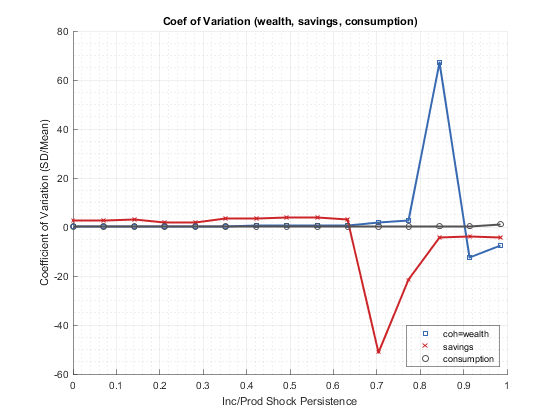 Coef of Variation (wealth, savings, consumption)
80
60
40
20
0
-20
-40
-60
Coefficient of Variation (SD/Mean)
coh=wealth
savings
consumption
0 0.1 0.2 0.3 0.4 0.5 0.6 0.7 0.8 0.9 1
Inc/Prod Shock Persistence